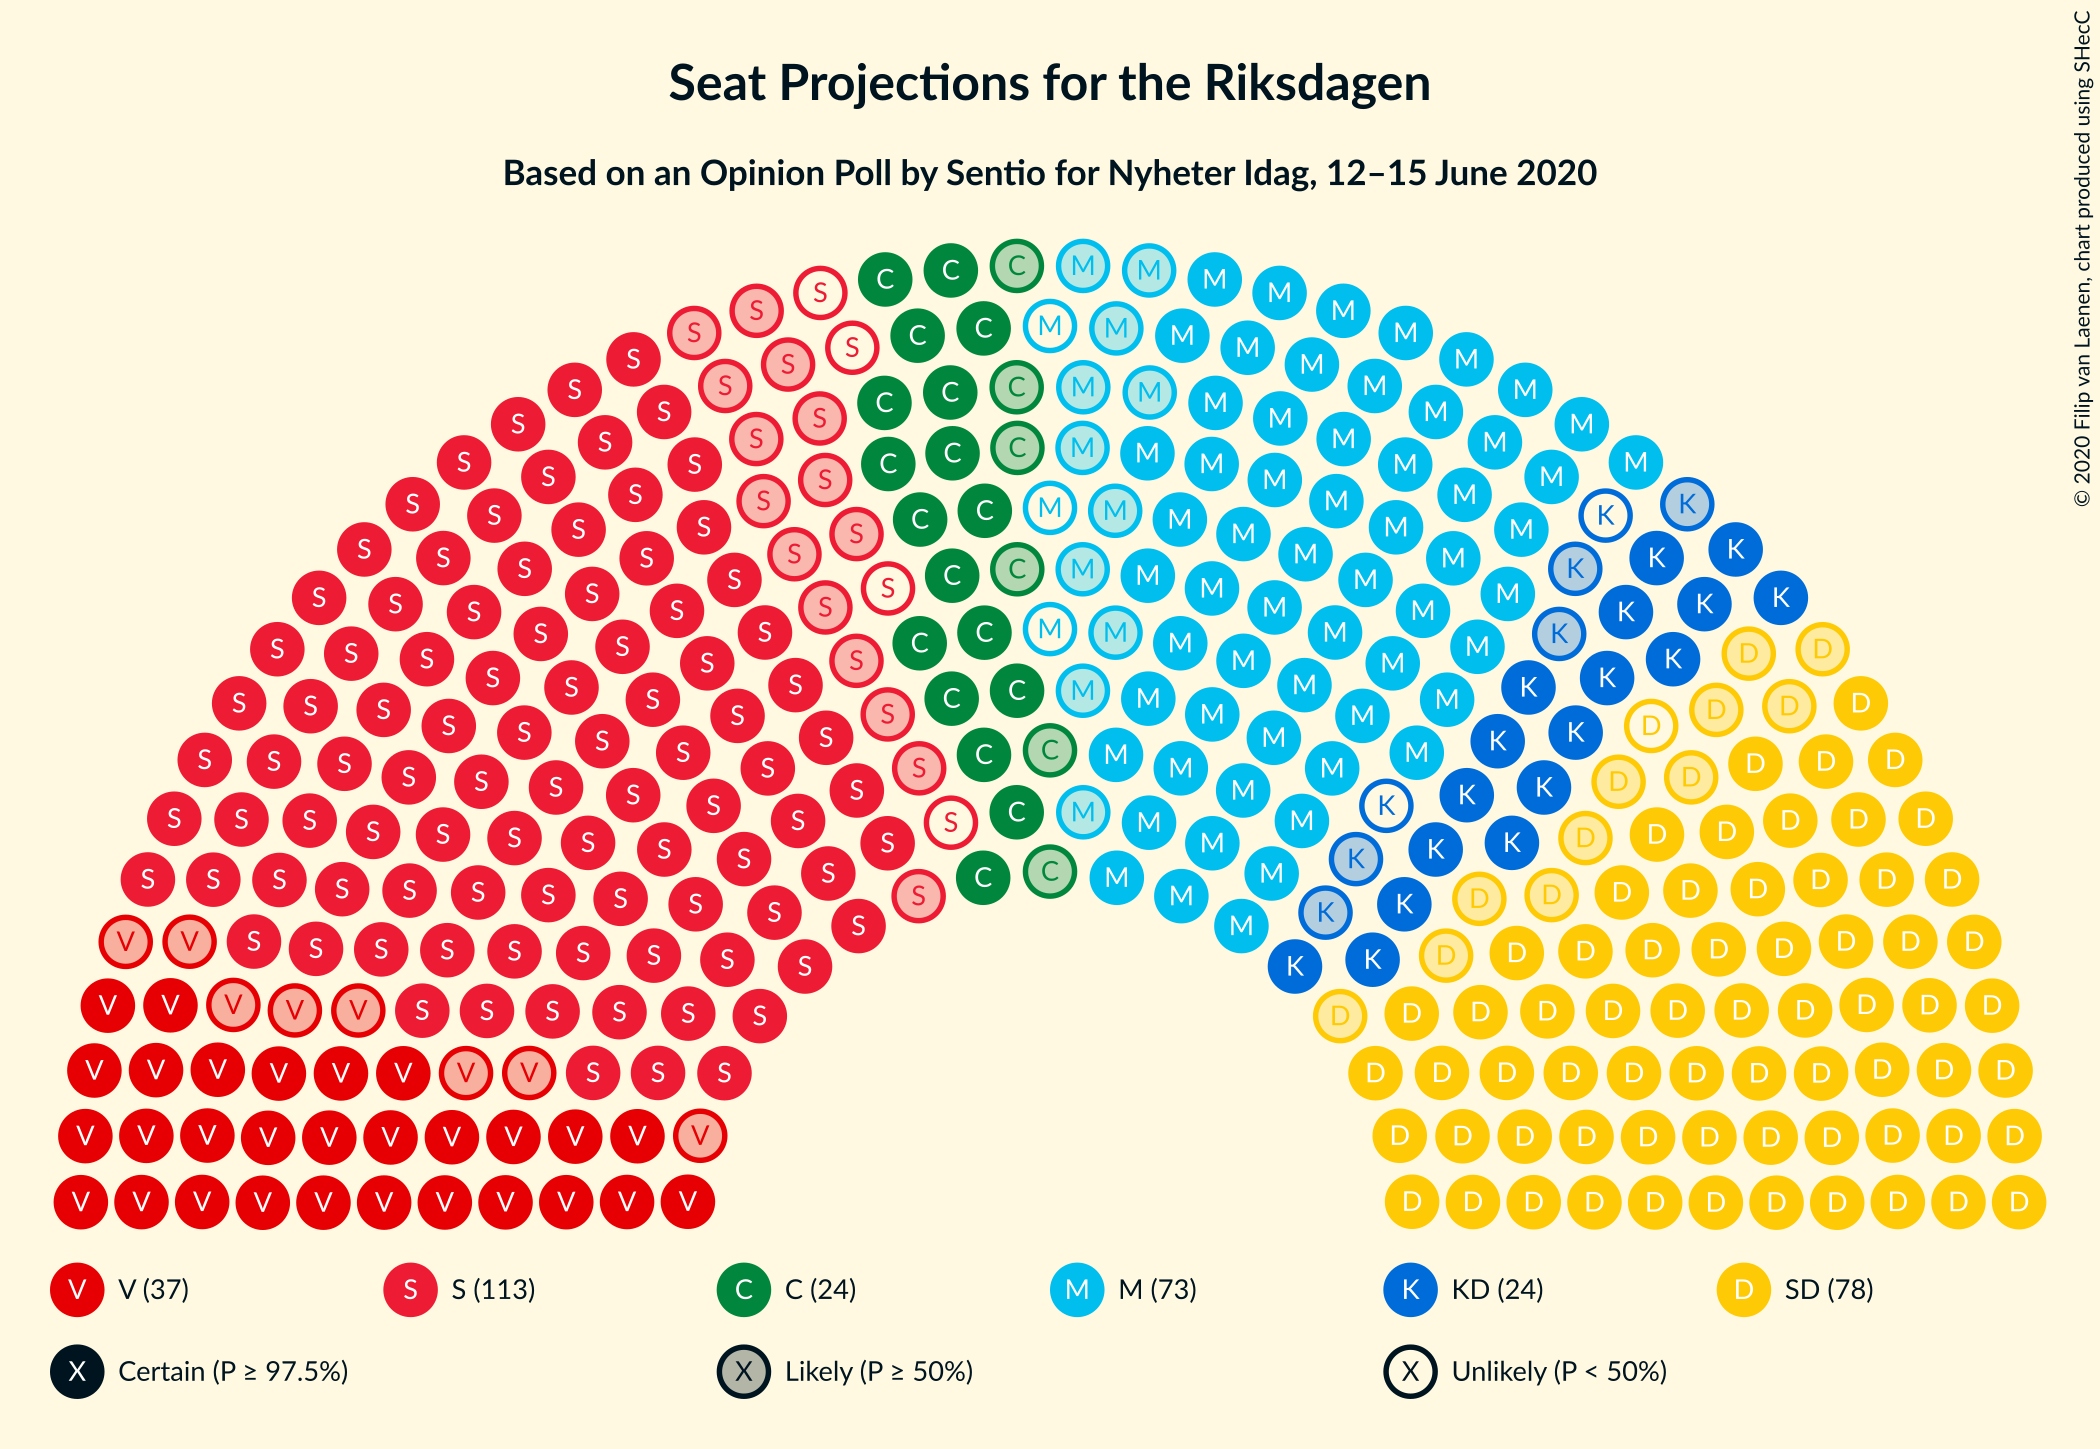 Seat Projections for the Riksdagen
Based on an Opinion Poll by Sentio for Nyheter Idag, 12–15 June 2020
© 2020 Filip van Laenen, chart produced using SHecC
V V (37) S S (113) C C (24) M M (73) K KD (24) D SD (78)
X Certain (P ≥ 97.5%) X Likely (P ≥ 50%) X Unlikely (P < 50%)